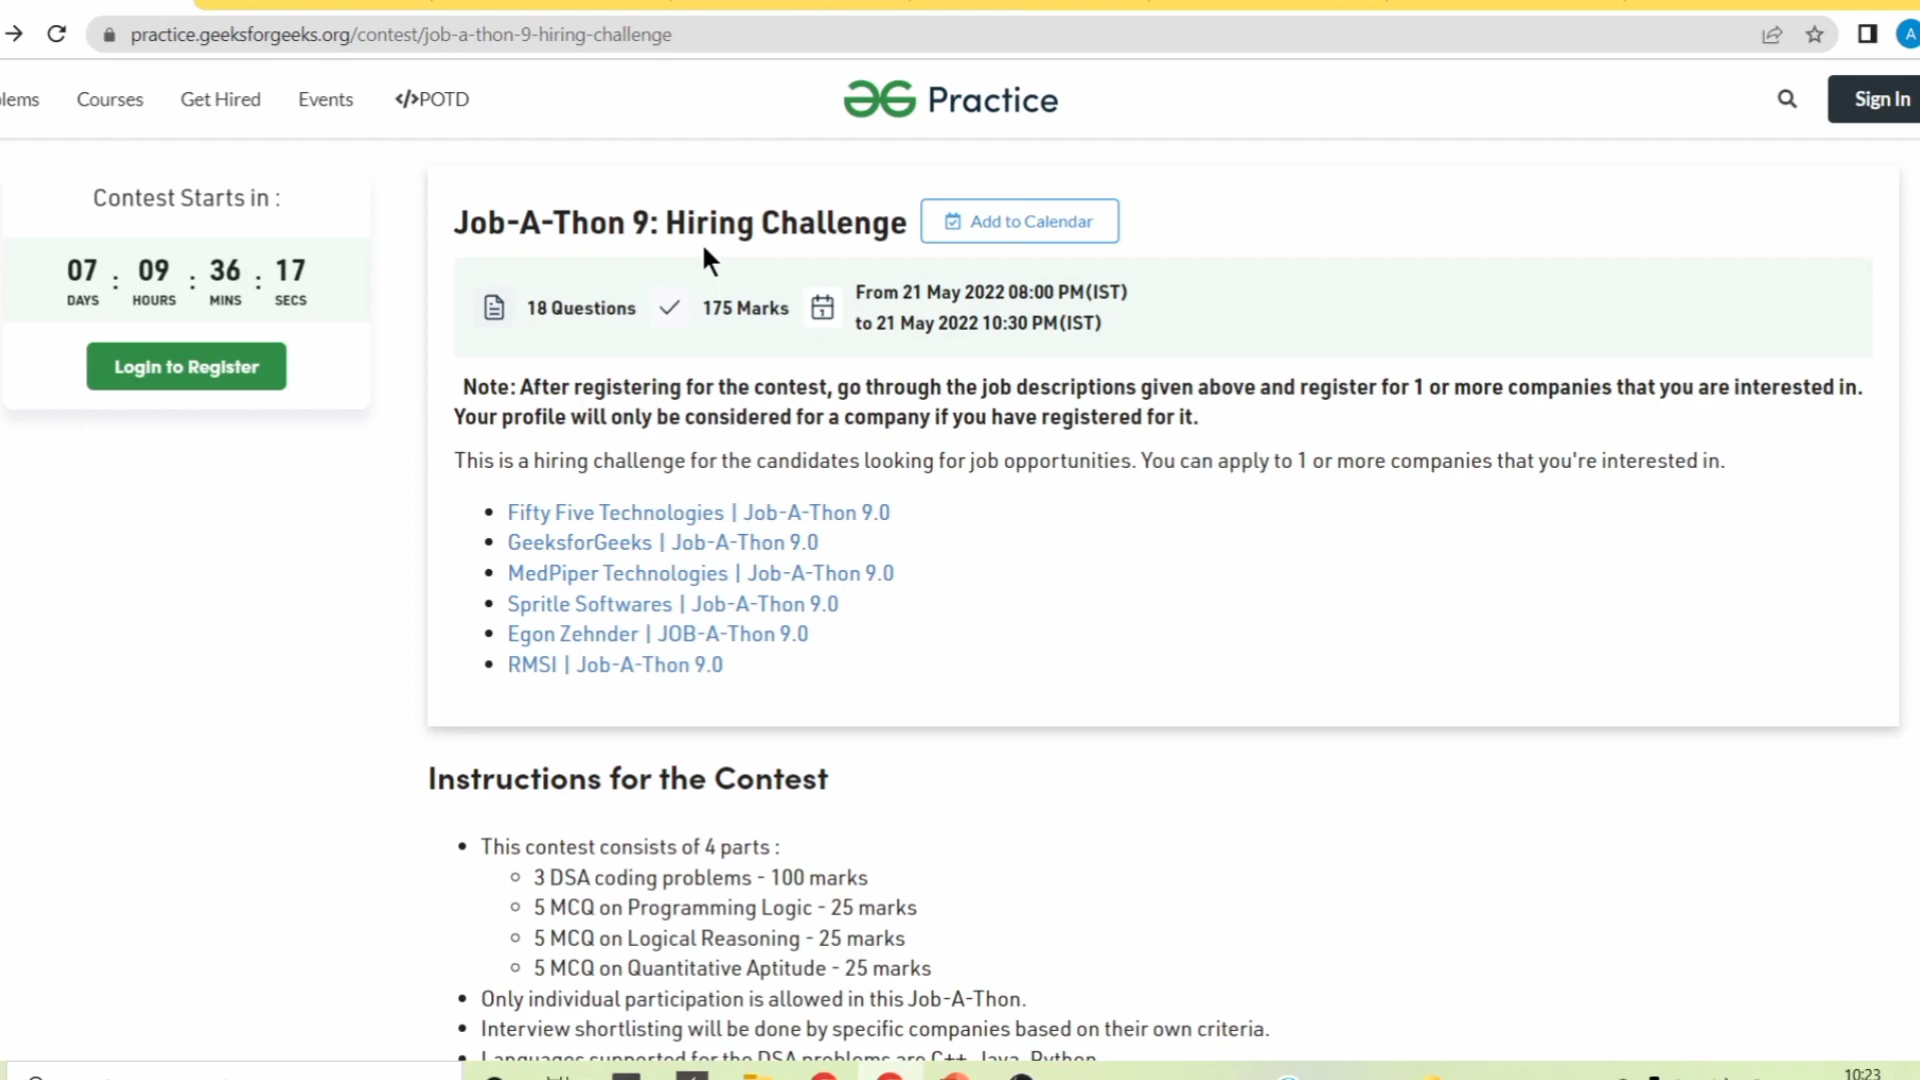 practice.geeksforgeeks.org/contest/job-a-thon-9-hiring-challenge
A
lems
Courses
Get Hired
Events
</>POTD
Practice
Sign In
Contest Starts in :
07 : 09 : 36 : 17
DAYS HOURS MINS SECS
Login to Register
Job-A-Thon 9: Hiring Challenge
Add to Calendar
18 Questions
175 Marks
From 21 May 2022 08:00 PM(IST)
to 21 May 2022 10:30 PM(IST)
Note: After registering for the contest, go through the job descriptions given above and register for 1 or more companies that you are interested in.
Your profile will only be considered for a company if you have registered for it.
This is a hiring challenge for the candidates looking for job opportunities. You can apply to 1 or more companies that you're interested in.
• Fifty Five Technologies | Job-A-Thon 9.0
• GeeksforGeeks | Job-A-Thon 9.0
• MedPiper Technologies | Job-A-Thon 9.0
• Spritle Softwares | Job-A-Thon 9.0
• Egon Zehnder | JOB-A-Thon 9.0
• RMSI | Job-A-Thon 9.0
Instructions for the Contest
• This contest consists of 4 parts :
◦ 3 DSA coding problems - 100 marks
◦ 5 MCQ on Programming Logic - 25 marks
◦ 5 MCQ on Logical Reasoning - 25 marks
◦ 5 MCQ on Quantitative Aptitude - 25 marks
• Only individual participation is allowed in this Job-A-Thon.
• Interview shortlisting will be done by specific companies based on their own criteria.
• Languages supported for the DSA problems are C++, Java, Python
10:23